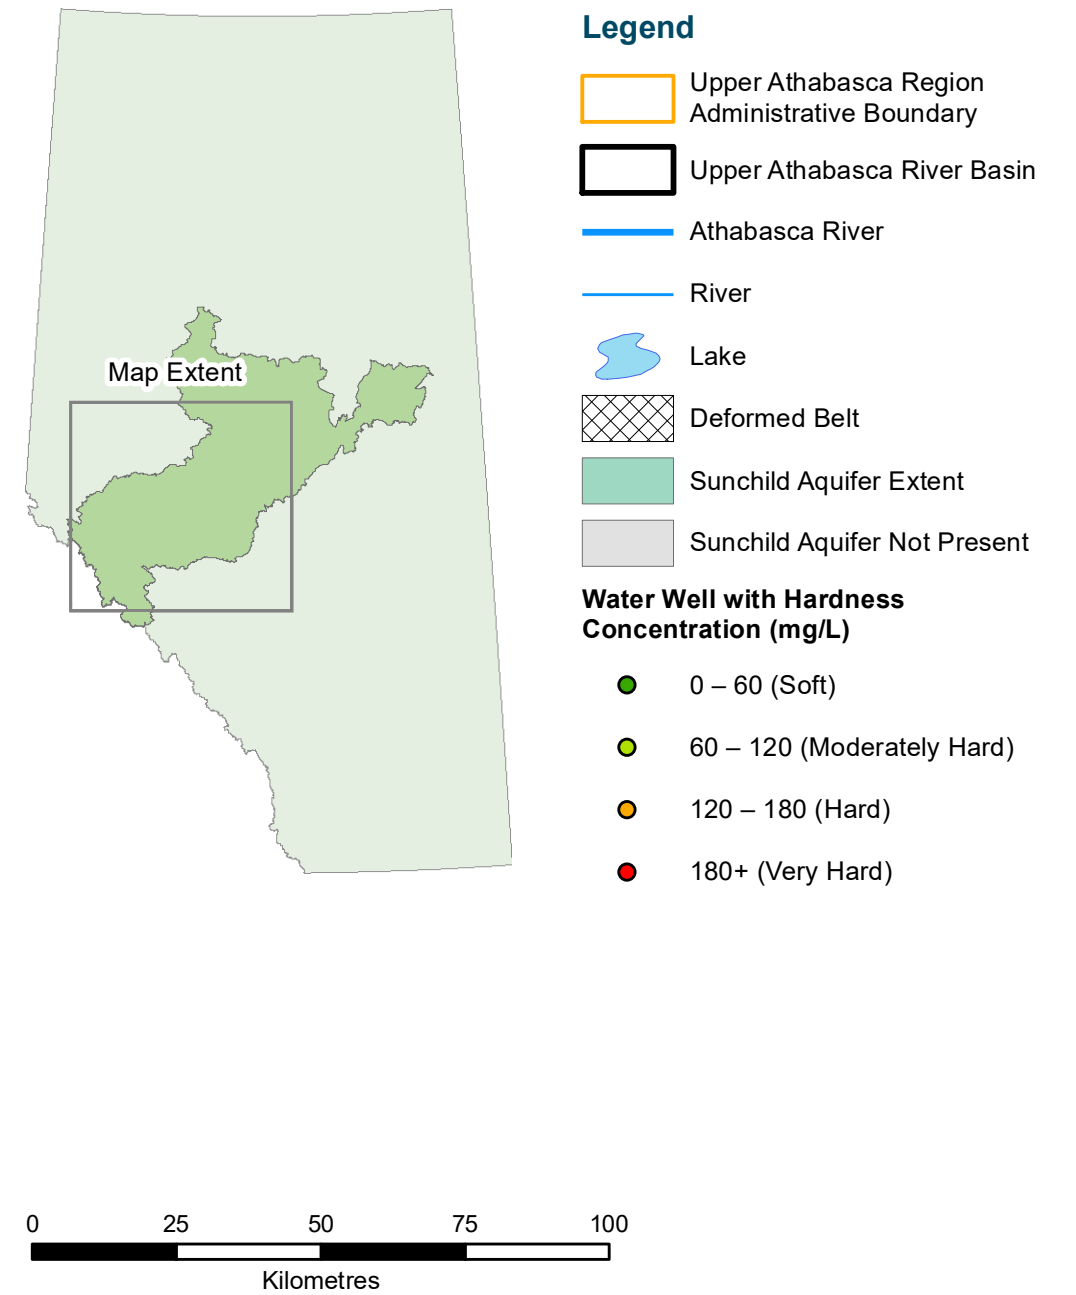 Map Extent
Legend
Upper Athabasca Region
Administrative Boundary
Upper Athabasca River Basin
Athabasca River
River
Lake
Deformed Belt
Sunchild Aquifer Extent
Sunchild Aquifer Not Present
Water Well with Hardness
Concentration (mg/L)
0 – 60 (Soft)
60 – 120 (Moderately Hard)
120 – 180 (Hard)
180+ (Very Hard)
0 25 50 75 100
Kilometres